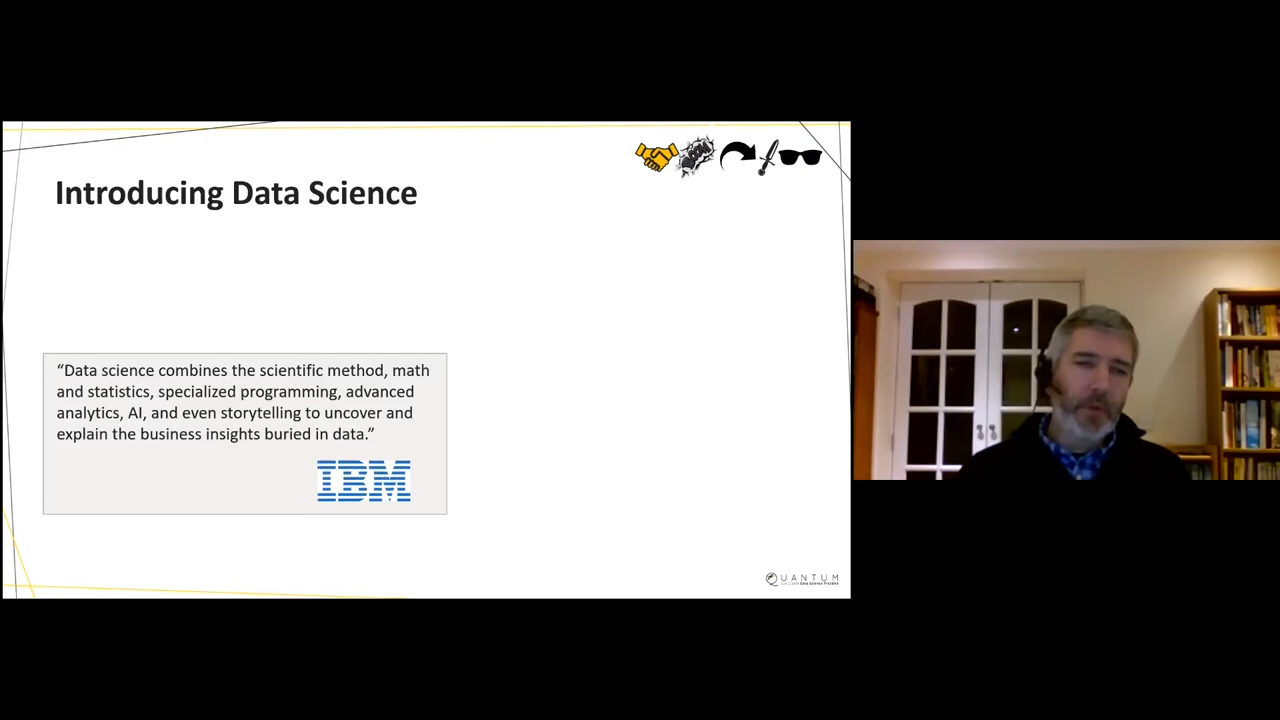 BOOM
Introducing Data Science
“Data science combines the scientific method, math
and statistics, specialized programming, advanced
analytics, AI, and even storytelling to uncover and
explain the business insights buried in data.”
IBM
QUANTUM